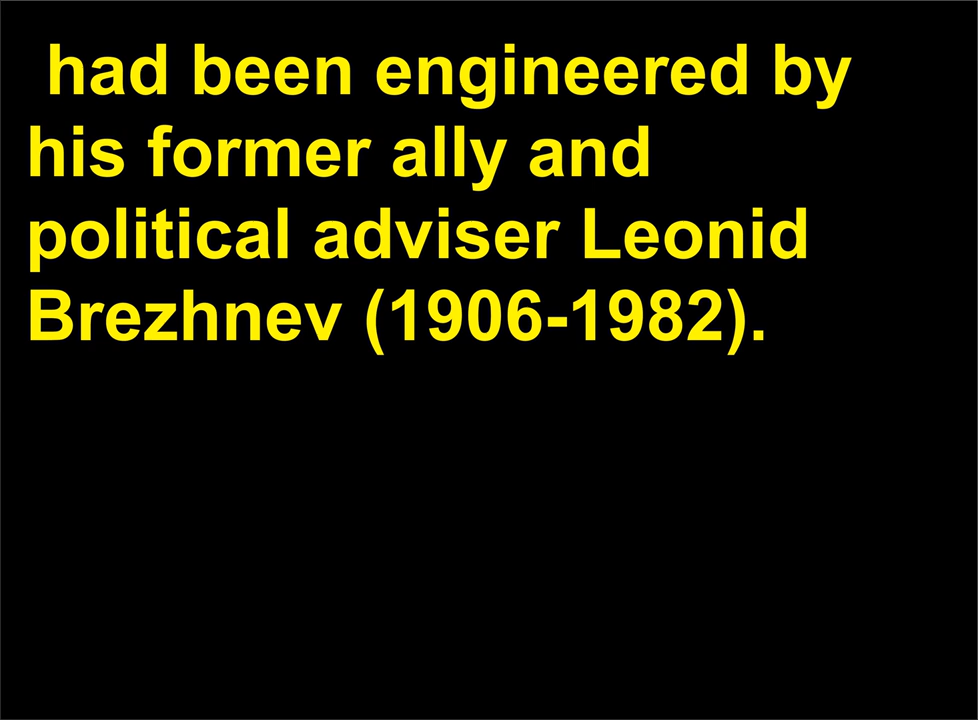 had been engineered by
his former ally and
political adviser Leonid
Brezhnev (1906-1982).